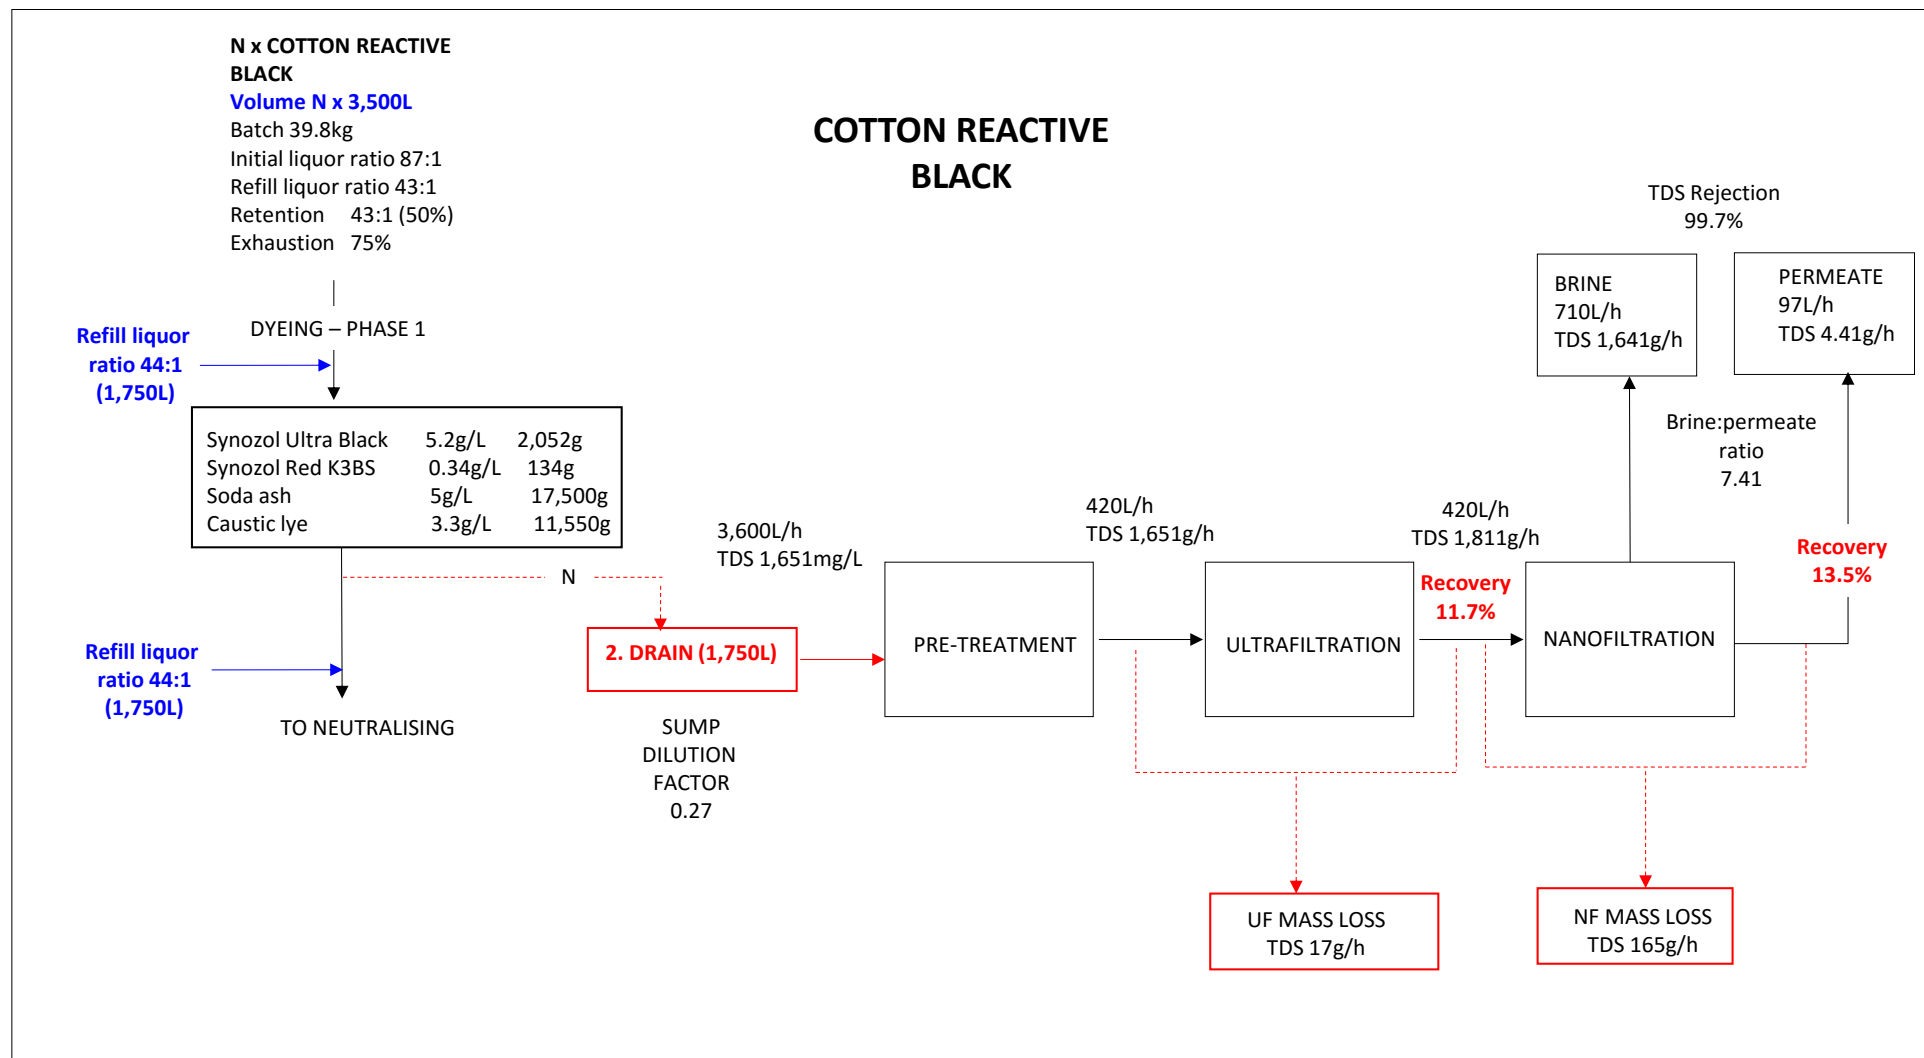 N x COTTON REACTIVE
BLACK
Volume N x 3,500L
Batch 39.8kg
Initial liquor ratio 87:1
Refill liquor ratio 43:1
Retention 43:1 (50%)
Exhaustion 75%
COTTON REACTIVE
BLACK
DYEING – PHASE 1
Refill liquor
ratio 44:1
(1,750L)
Synozol Ultra Black 5.2g/L 2,052g
Synozol Red K3BS 0.34g/L 134g
Soda ash 5g/L 17,500g
Caustic lye 3.3g/L 11,550g
N
Refill liquor
ratio 44:1
(1,750L)
TO NEUTRALISING
2. DRAIN (1,750L)
SUMP
DILUTION
FACTOR
0.27
3,600L/h
TDS 1,651mg/L
PRE-TREATMENT
420L/h
TDS 1,651g/h
ULTRAFILTRATION
420L/h
TDS 1,811g/h
Recovery
11.7%
NANOFILTRATION
TDS Rejection
99.7%
BRINE
710L/h
TDS 1,641g/h
PERMEATE
97L/h
TDS 4.41g/h
Brine:permeate
ratio
7.41
Recovery
13.5%
UF MASS LOSS
TDS 17g/h
NF MASS LOSS
TDS 165g/h